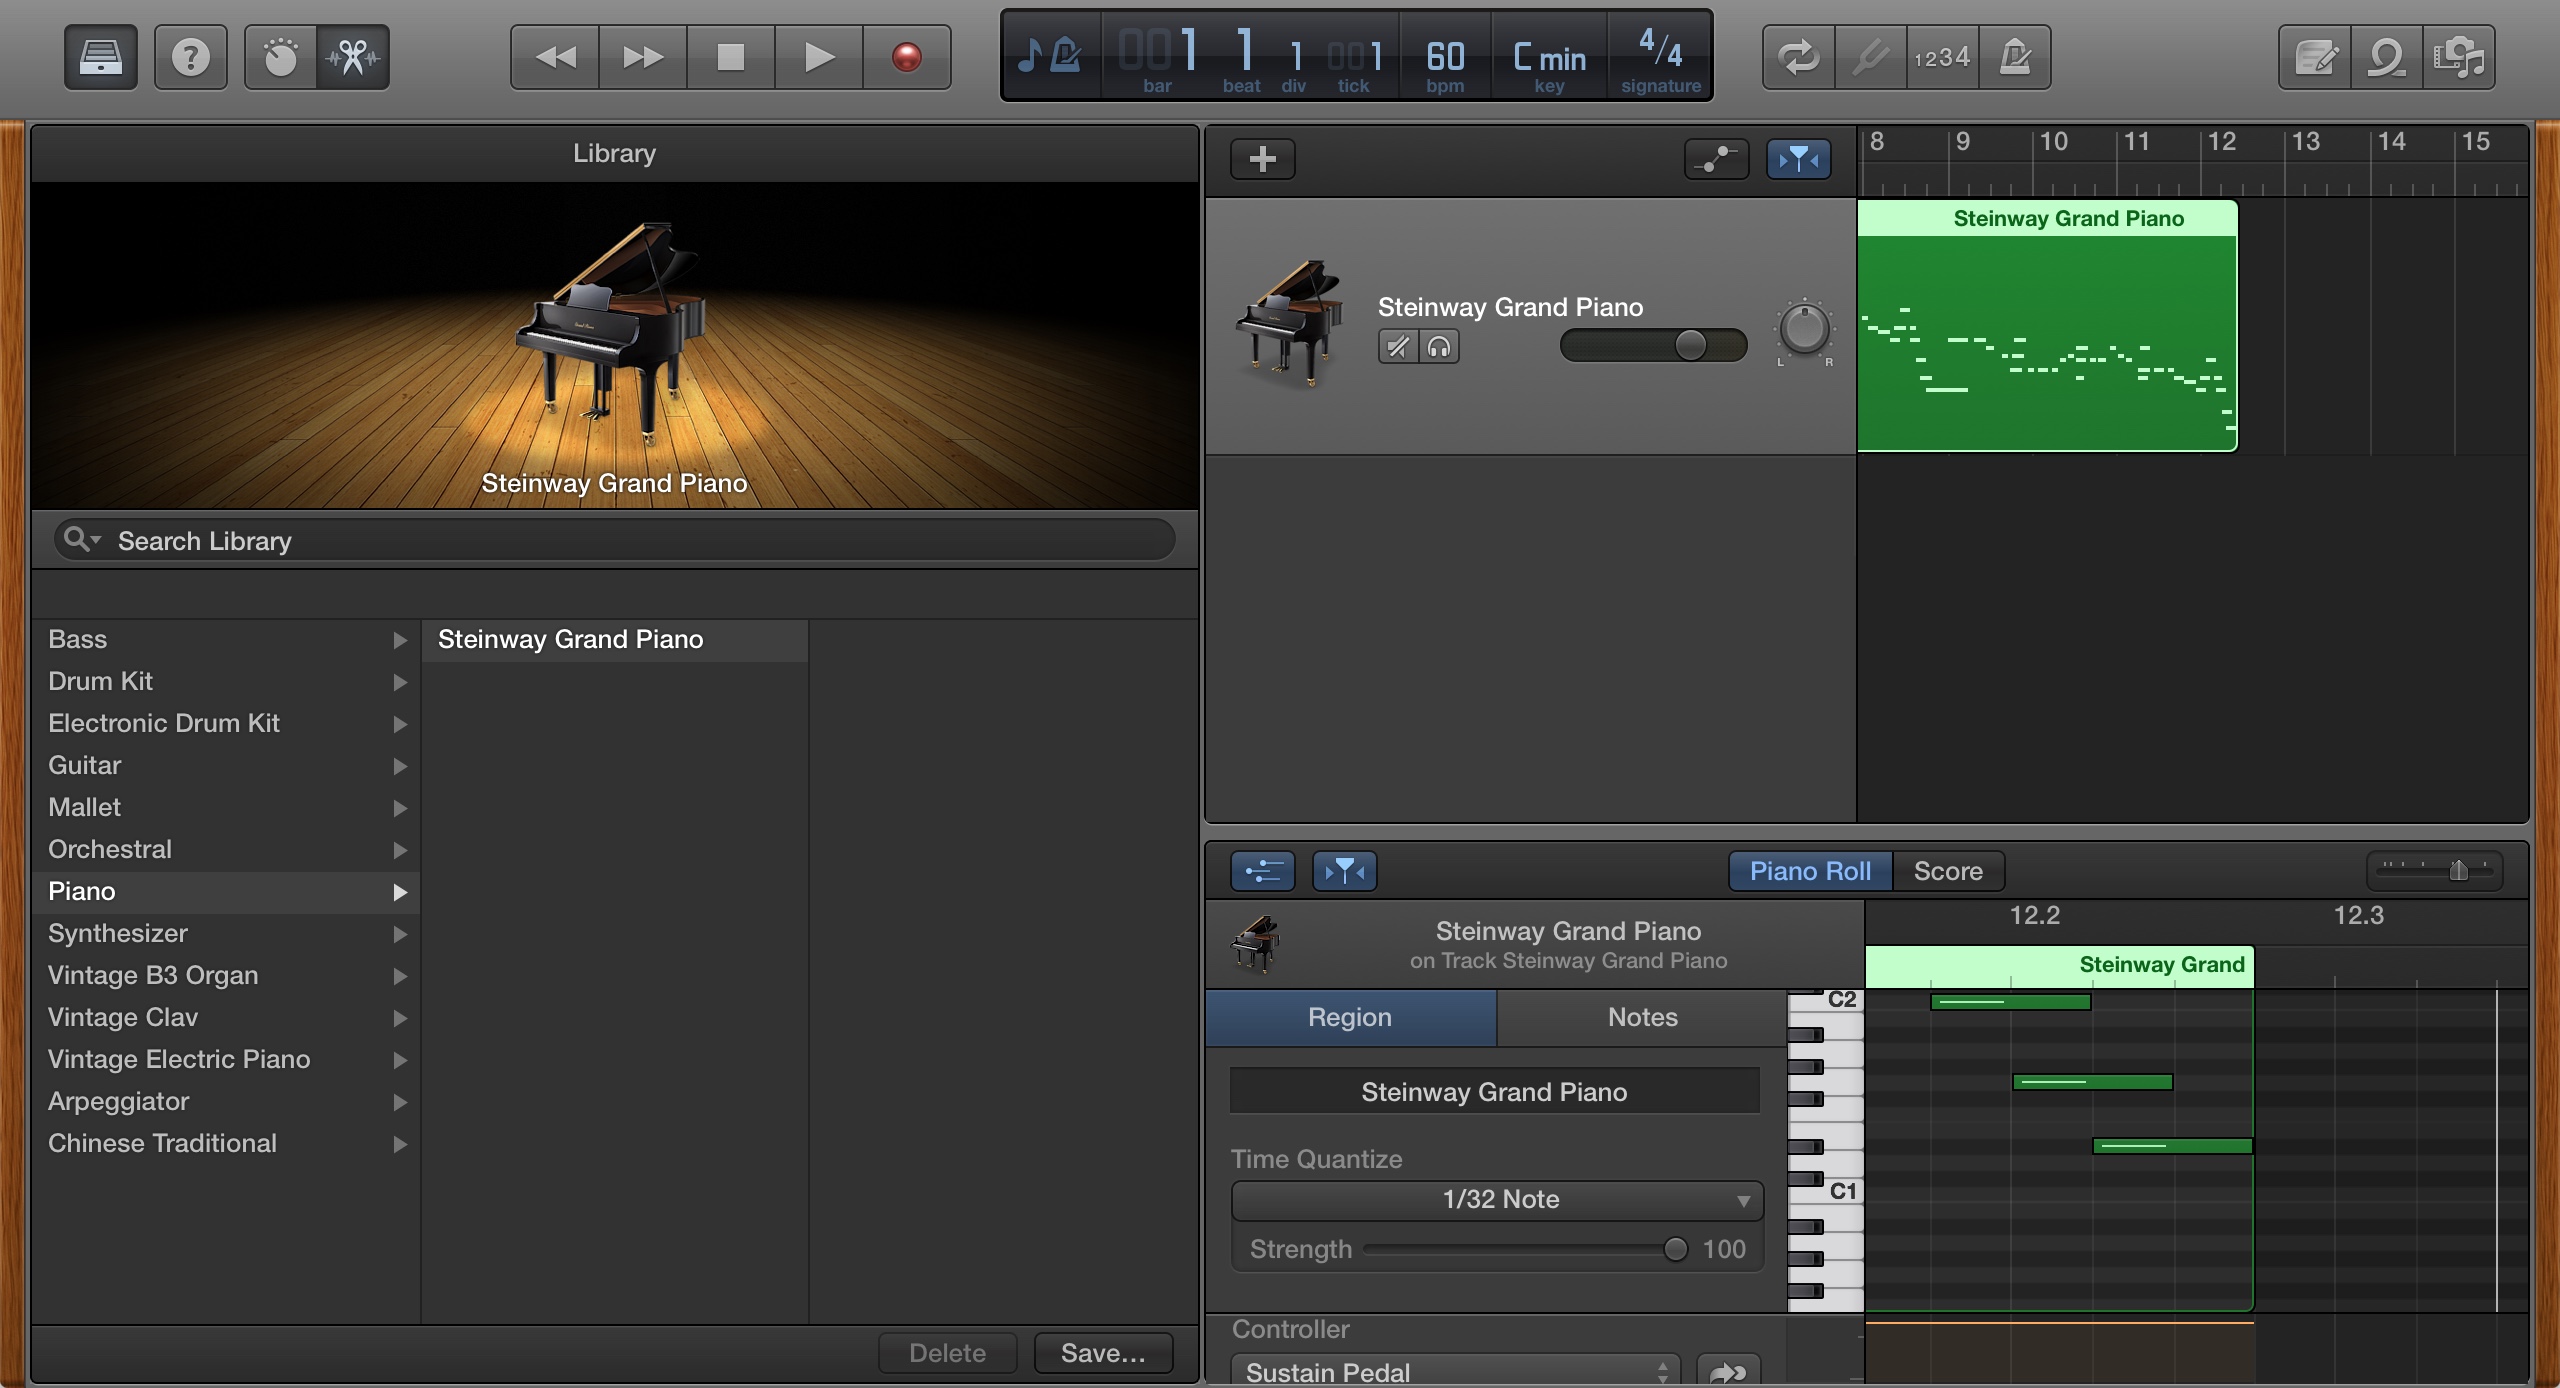 ?
001 1 1 001 60 C min 4/4
bar beat div tick bpm key signature
1234
Library
Steinway Grand Piano
Search Library
Bass
Drum Kit
Electronic Drum Kit
Guitar
Mallet
Orchestral
Piano
Synthesizer
Vintage B3 Organ
Vintage Clav
Vintage Electric Piano
Arpeggiator
Chinese Traditional
Steinway Grand Piano
Delete Save...
8 9 10 11 12 13 14 15
Steinway Grand Piano
Steinway Grand Piano
L R
Piano Roll Score
Steinway Grand Piano
on Track Steinway Grand Piano
12.2 12.3
Steinway Grand
Region Notes
C2
Steinway Grand Piano
Time Quantize
1/32 Note
C1
Strength 100
Controller
Sustain Pedal